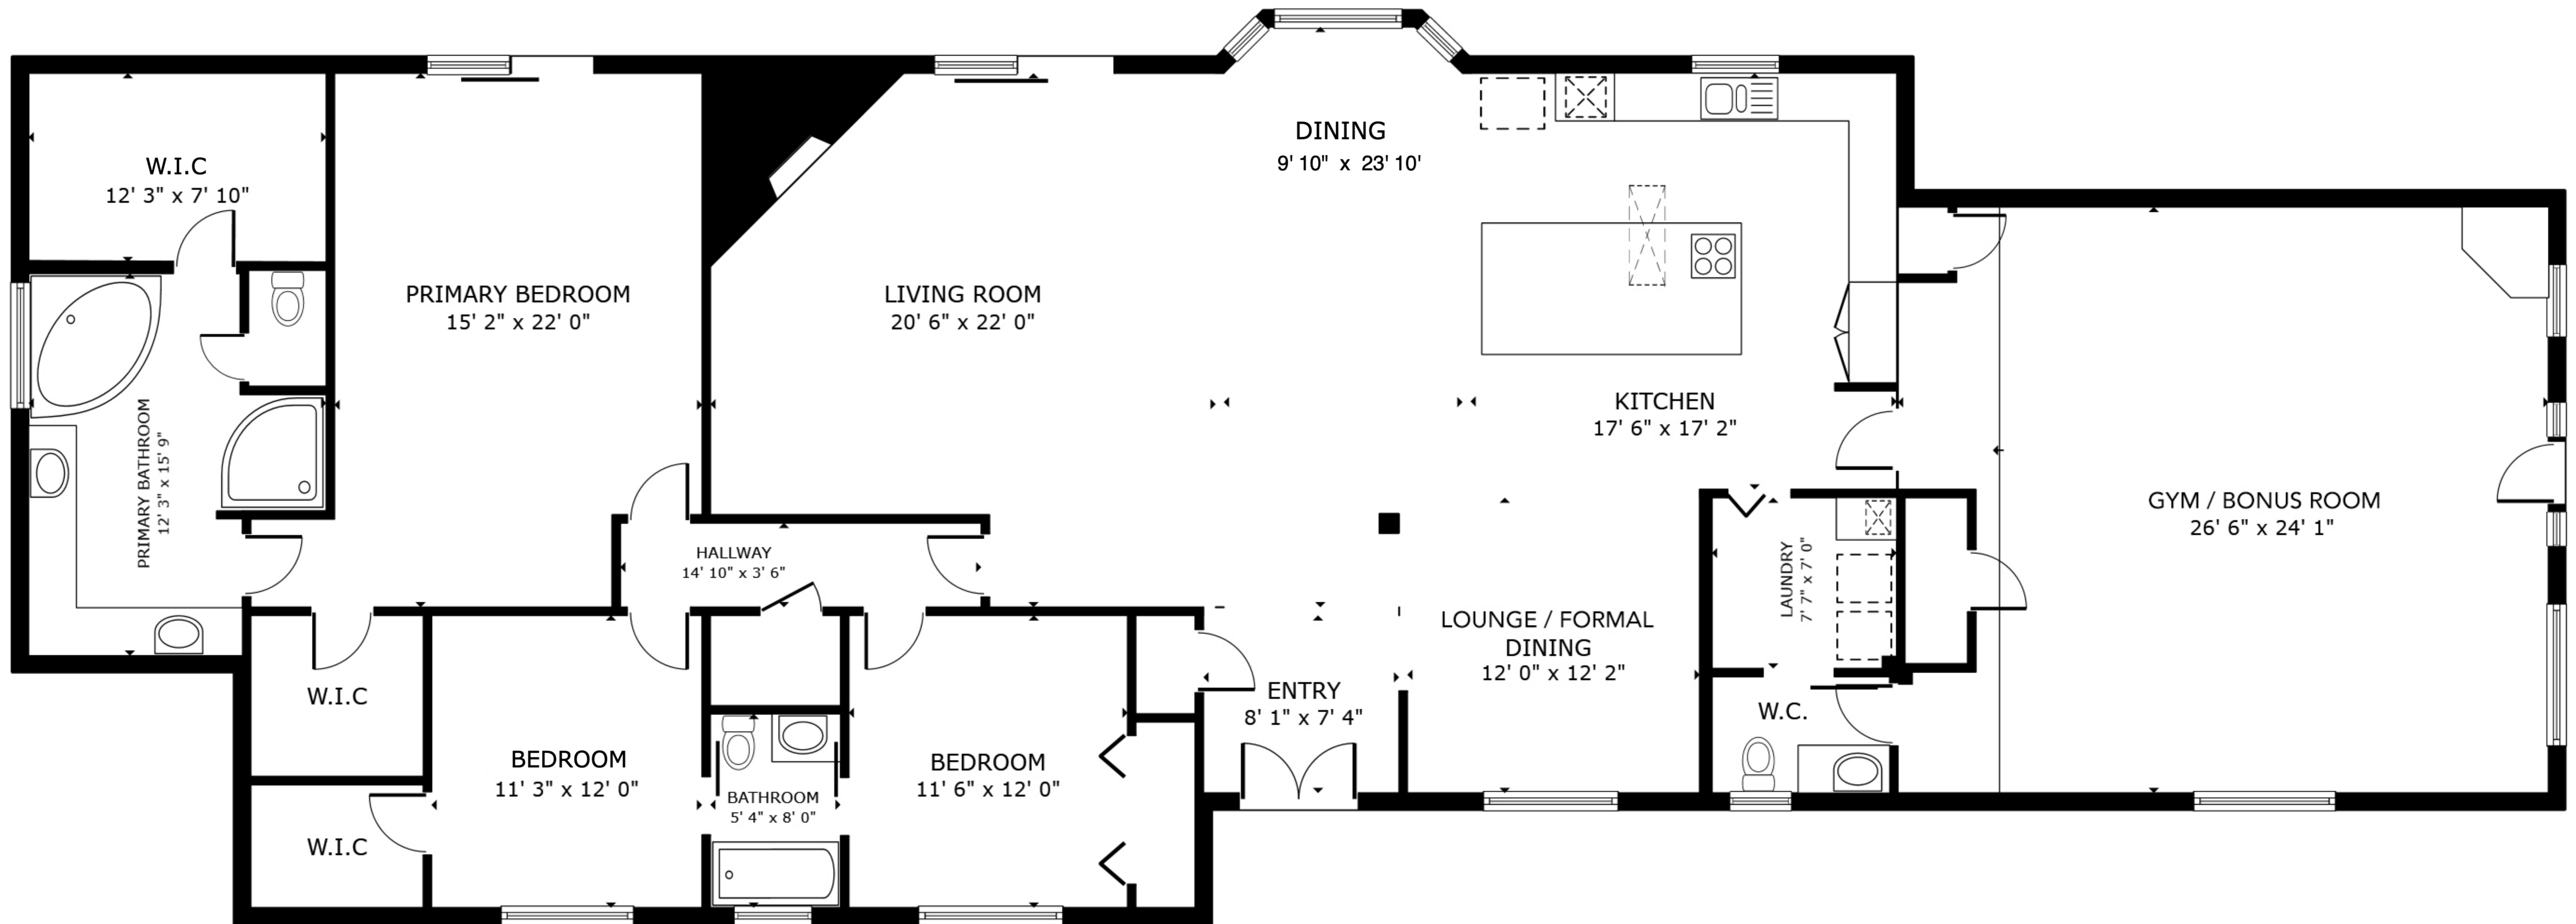 W.I.C
12' 3" x 7' 10"
PRIMARY BEDROOM
15' 2" x 22' 0"
LIVING ROOM
20' 6" x 22' 0"
DINING
9' 10" x 23' 10'
KITCHEN
17' 6" x 17' 2"
GYM / BONUS ROOM
26' 6" x 24' 1"
PRIMARY BATHROOM
12' 3" x 15' 9"
HALLWAY
14' 10" x 3' 6"
LAUNDRY
7' 7" x 7' 0"
LOUNGE / FORMAL
DINING
12' 0" x 12' 2"
W.I.C
ENTRY
8' 1" x 7' 4"
W.C.
BEDROOM
11' 3" x 12' 0"
BATHROOM
5' 4" x 8' 0"
BEDROOM
11' 6" x 12' 0"
W.I.C